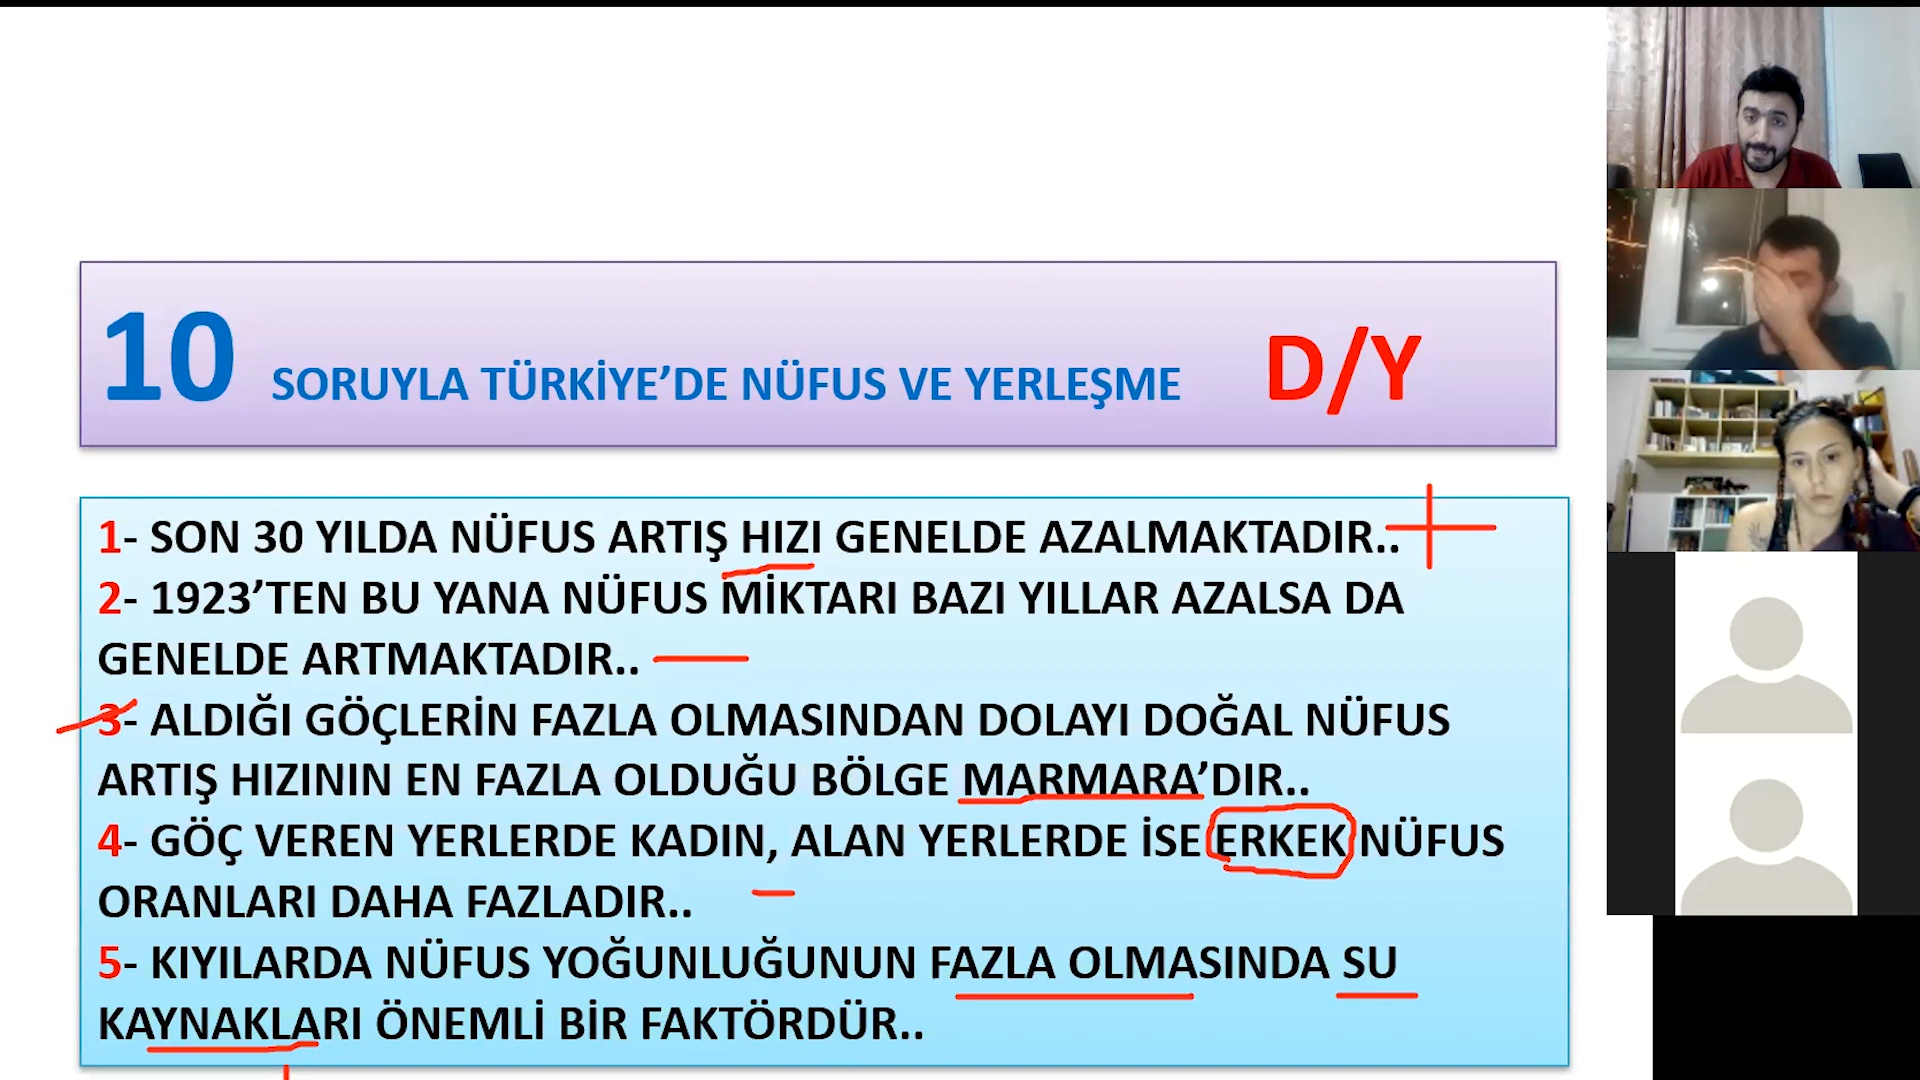 10 SORUYLA TÜRKİYE’DE NÜFUS VE YERLEŞME D/Y
1- SON 30 YILDA NÜFUS ARTIŞ HIZI GENELDE AZALMAKTADIR..
2- 1923’TEN BU YANA NÜFUS MİKTARI BAZI YILLAR AZALSA DA
GENELDE ARTMAKTADIR..
3- ALDIĞI GÖÇLERİN FAZLA OLMASINDAN DOLAYI DOĞAL NÜFUS
ARTIŞ HIZININ EN FAZLA OLDUĞU BÖLGE MARMARA’DIR..
4- GÖÇ VEREN YERLERDE KADIN, ALAN YERLERDE İSE ERKEK NÜFUS
ORANLARI DAHA FAZLADIR..
5- KIYILARDA NÜFUS YOĞUNLUĞUNUN FAZLA OLMASINDA SU
KAYNAKLARI ÖNEMLİ BİR FAKTÖRDÜR..